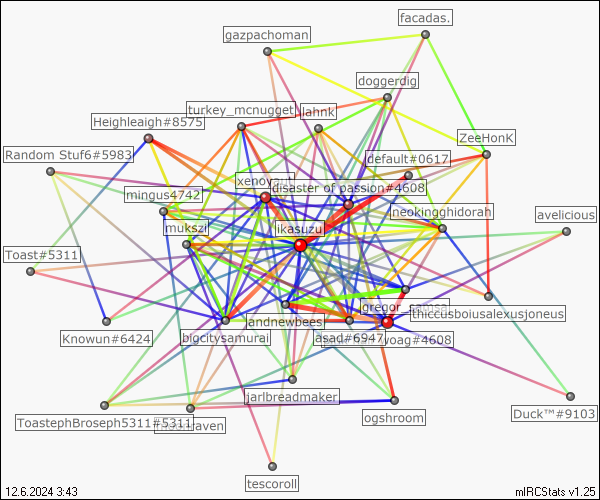 facadas.
gazpachoman
doggerdig
turkey_mcnugget
lahnk
Heighleigh#8575
ZeeHonK
Random Stuf6#5983
default#0617
xenovant
disaster of passion#4608
mingus4742
neokingghidorah
avelicious
mukszi
ikasuzu
Toast#5311
gregor_samsa
thiccusboiusalexusjoneus
andnewbees
Knowun#6424
bigcitysamurai
asad#6947
yoag#4608
jarlbreadmaker
ogshroom
Duck™#9103
ToastephBroseph5311#5311
raven
tescoroll
12.6.2024 3:43
mIRCStats v1.25